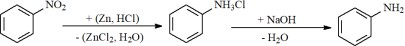 NO₂
+ (Zn, HCl)
- (ZnCl₂, H₂O)
NH₃Cl
+ NaOH
- H₂O
NH₂